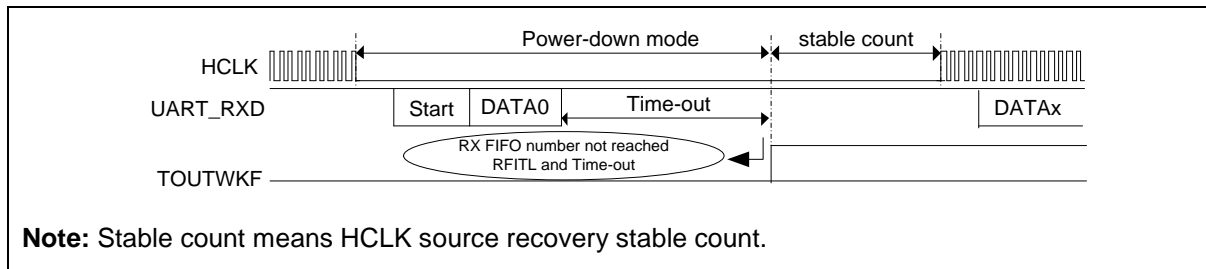 Power-down mode
stable count
HCLK
UART_RXD
Start
DATA0
Time-out
DATAx
RX FIFO number not reached
RFITL and Time-out
TOUTWKF
Note: Stable count means HCLK source recovery stable count.